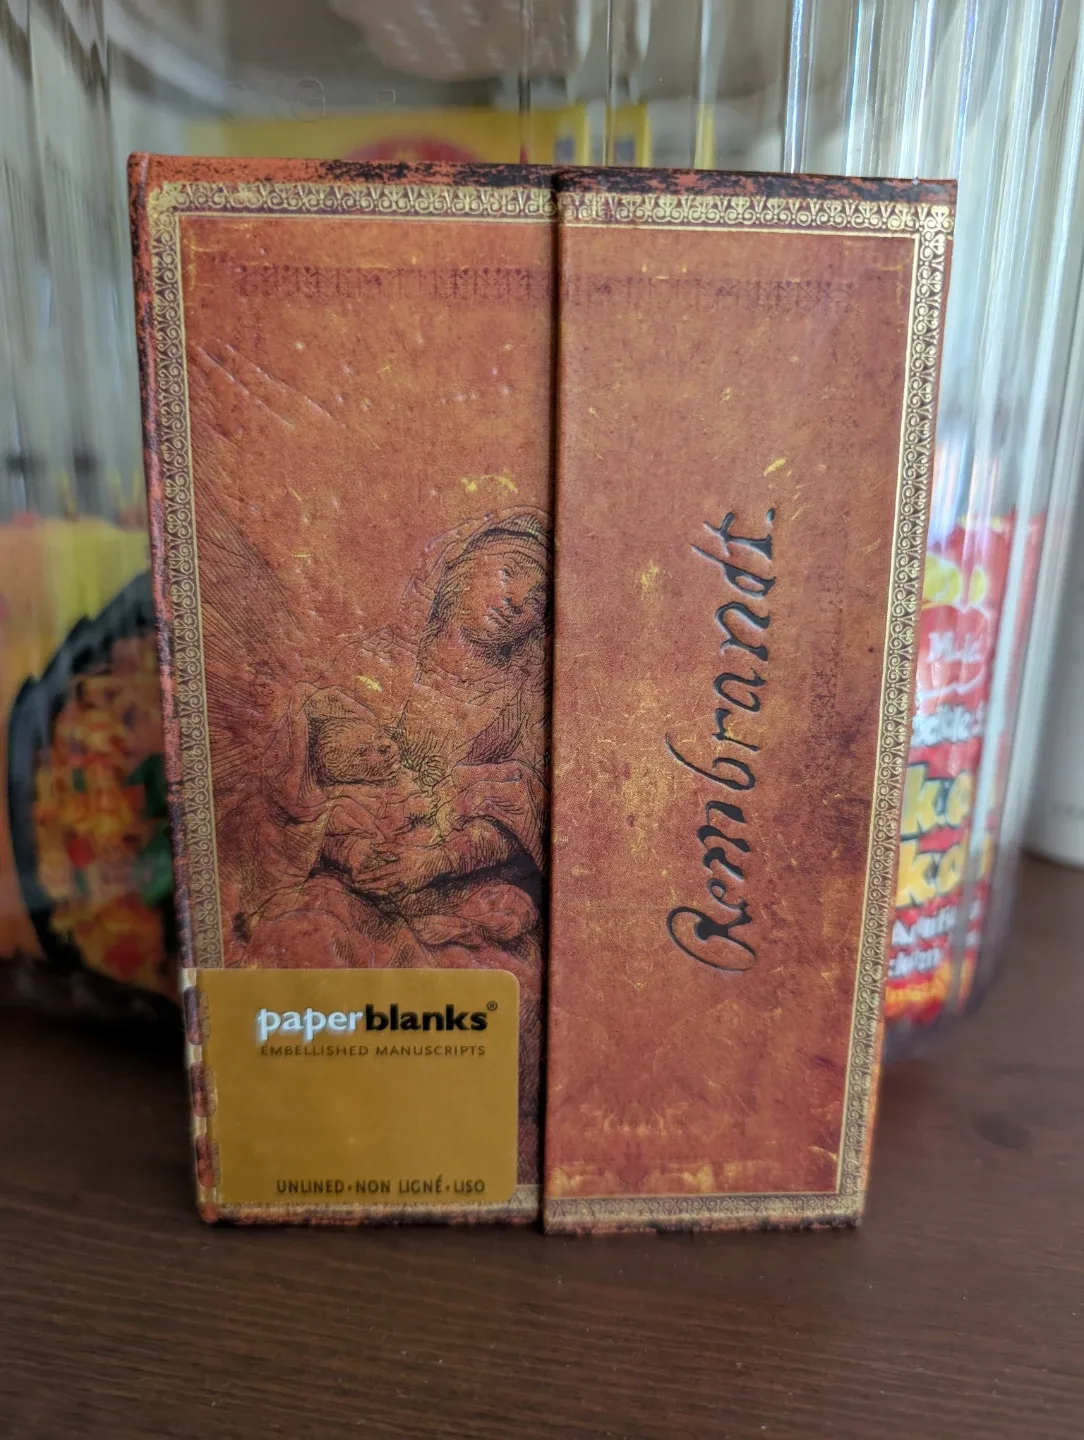 Rembrandt
paperblanks®
EMBELLISHED MANUSCRIPTS
UNLINED • NON LIGNÉ • LISO